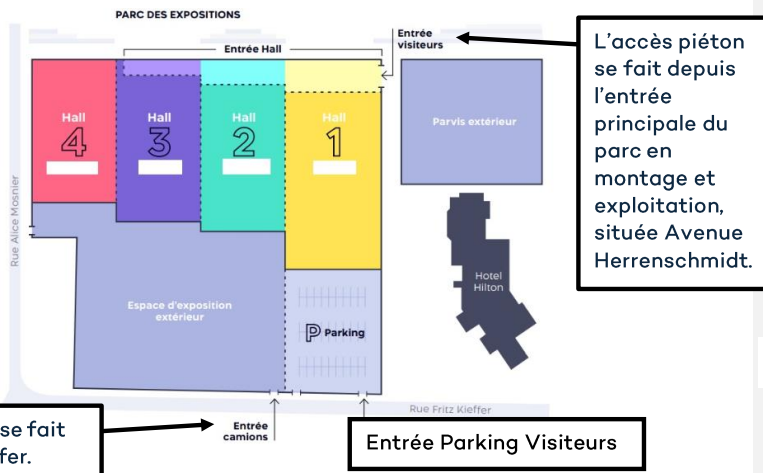 PARC DES EXPOSITIONS
Entrée Hall
Entrée
visiteurs
L'accès piéton
se fait depuis
l'entrée
principale du
parc en
montage et
exploitation,
située Avenue
Herrenschmidt.
Hall
4
Hall
3
Hall
2
Hall
1
Parvis extérieur
Rue Alice Mosnier
Hotel
Hilton
Espace d'exposition
extérieur
P Parking
Rue Fritz Kieffer
se fait
fer.
Entrée
camions
Entrée Parking Visiteurs